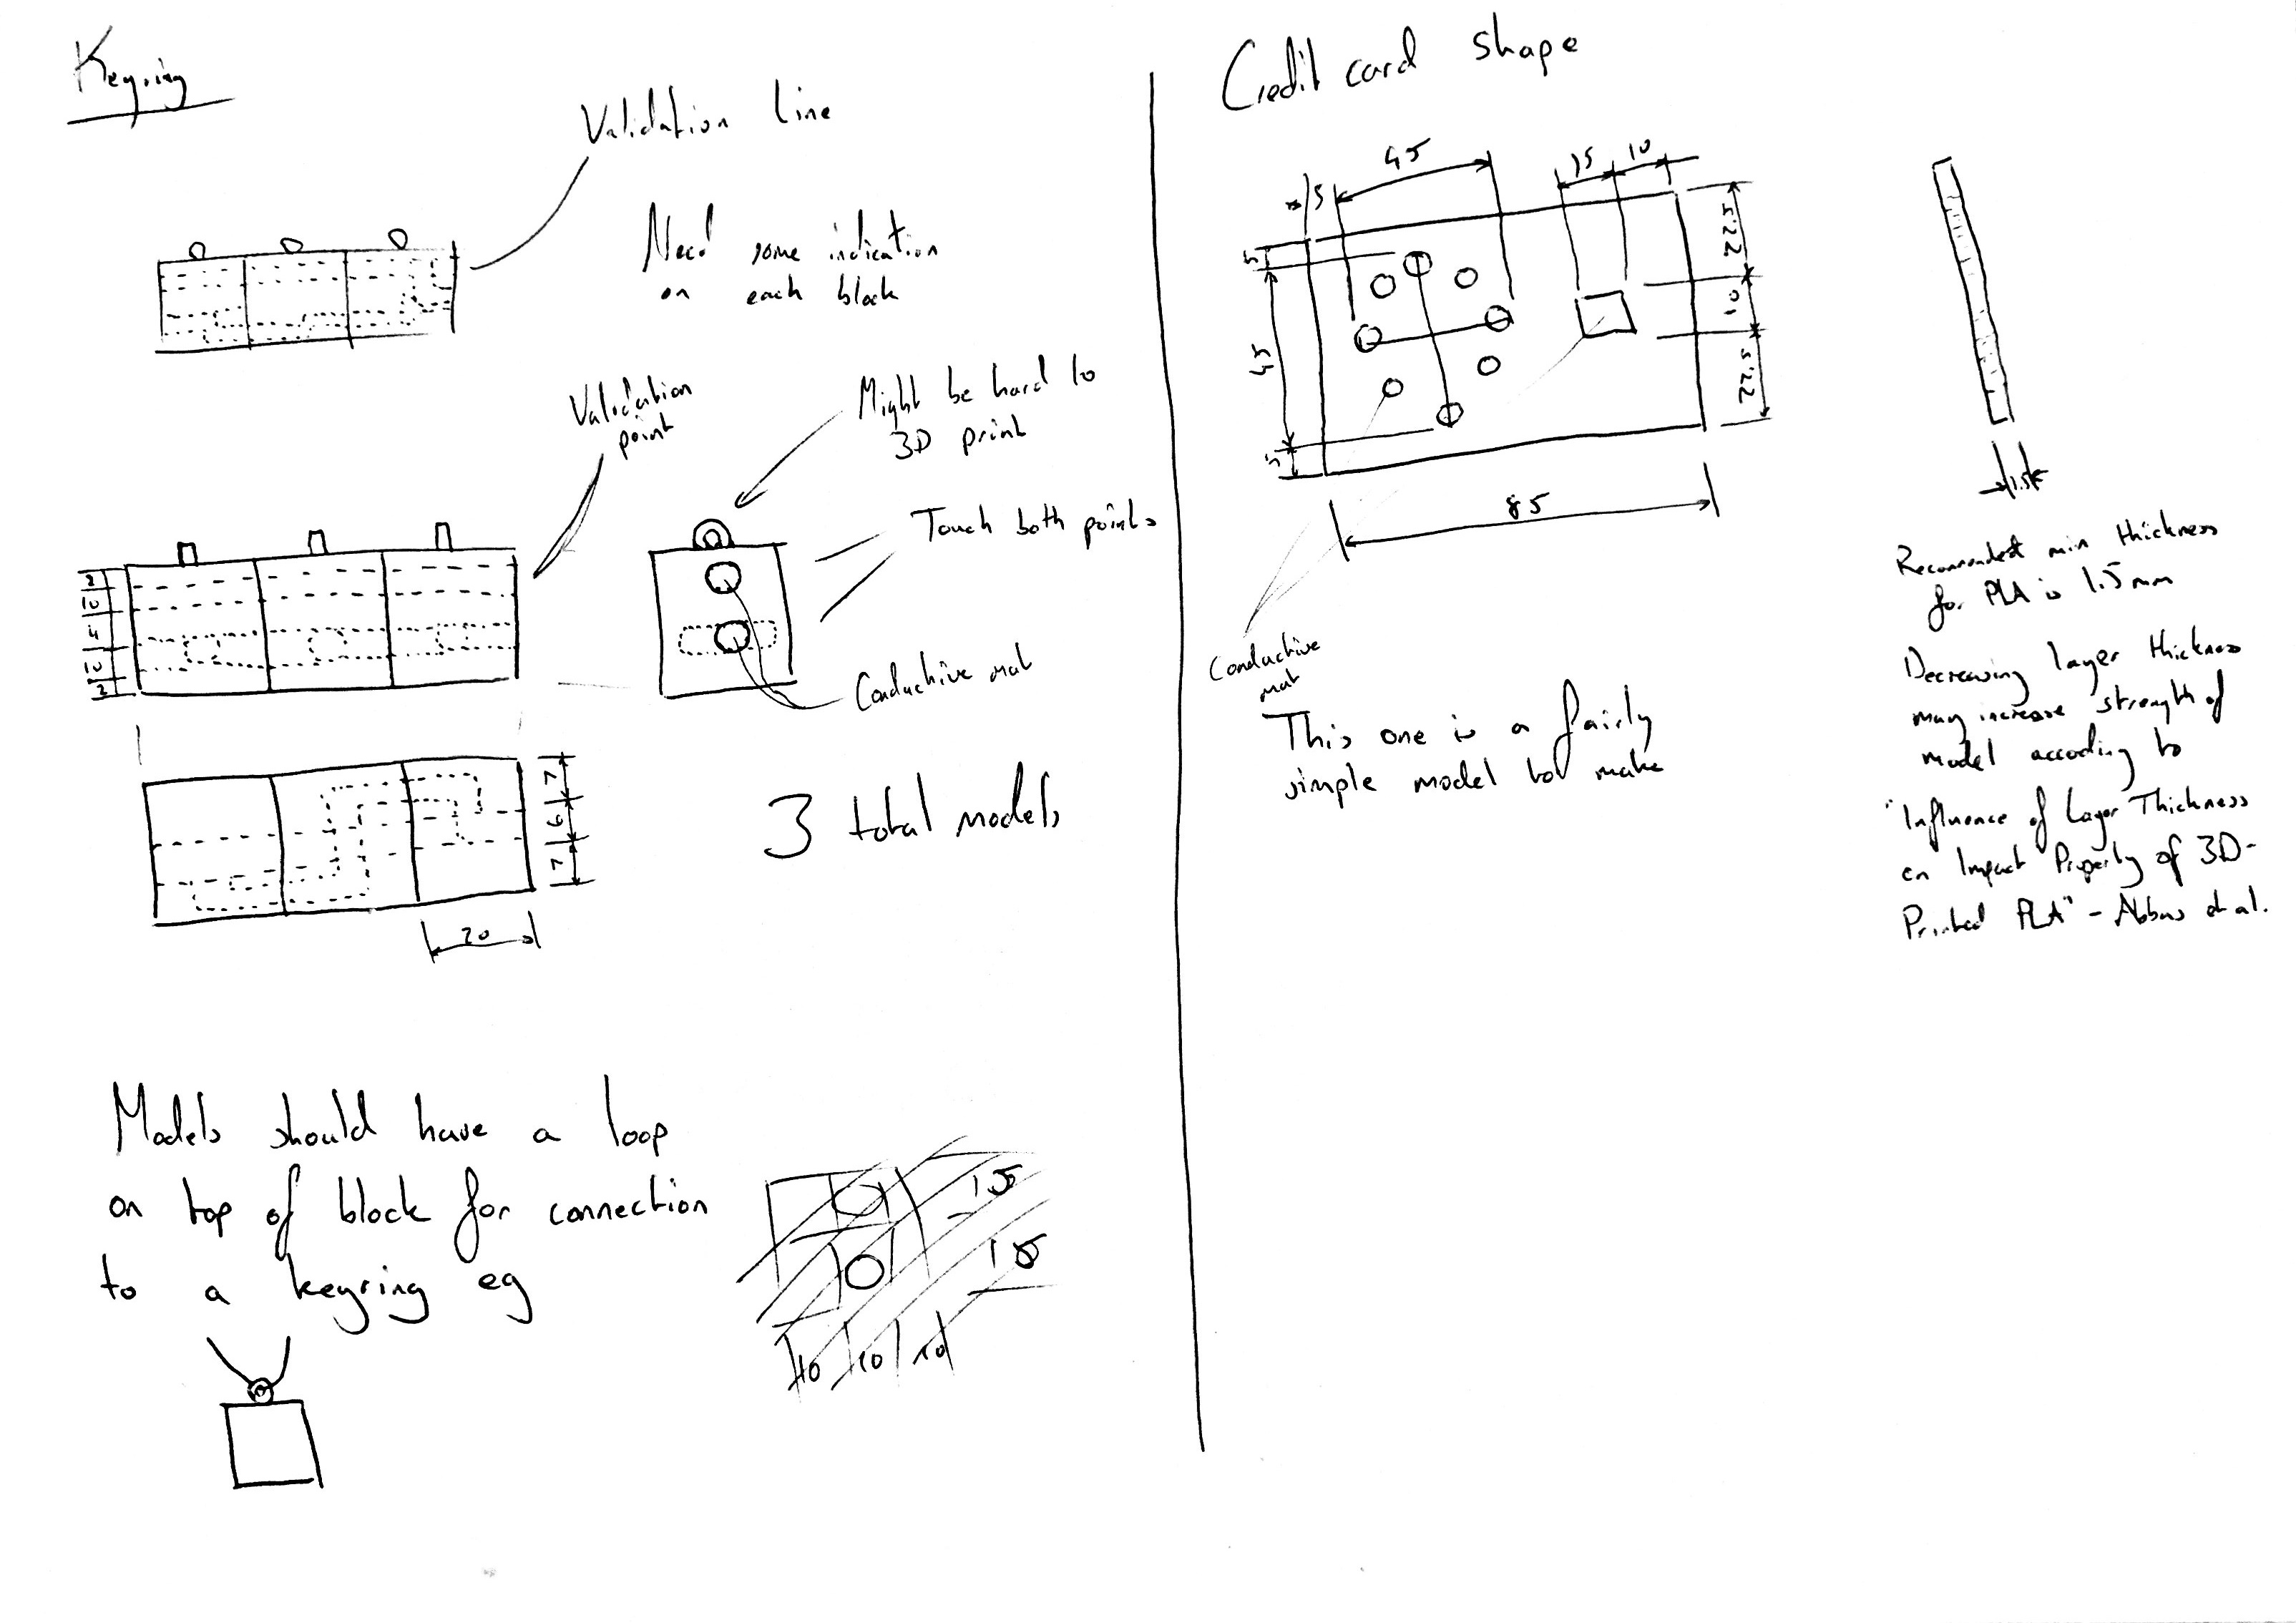 Keyring
Validation line
Need some indication
on each block
Validation
point
Might be hard to
3D print
Touch both points
Conductive mat
2
10
4
10
2
7
6
7
20
3 total models
Models should have a loop
on top of block for connection
to a keyring eg
15
15
10 10 10
Credit card shape
5
45
15
10
5
45
5
22.5
10
22.5
85
1.5
Conductive
mat
This one is a fairly
simple model to make
Recommended min thickness
for PLA is 1.5mm
Decreasing layer thickness
may increase strength of
model accoding to
"Influence of Layer Thickness
on Impact Property of 3D-
Printed PLA" - Abbas et al.